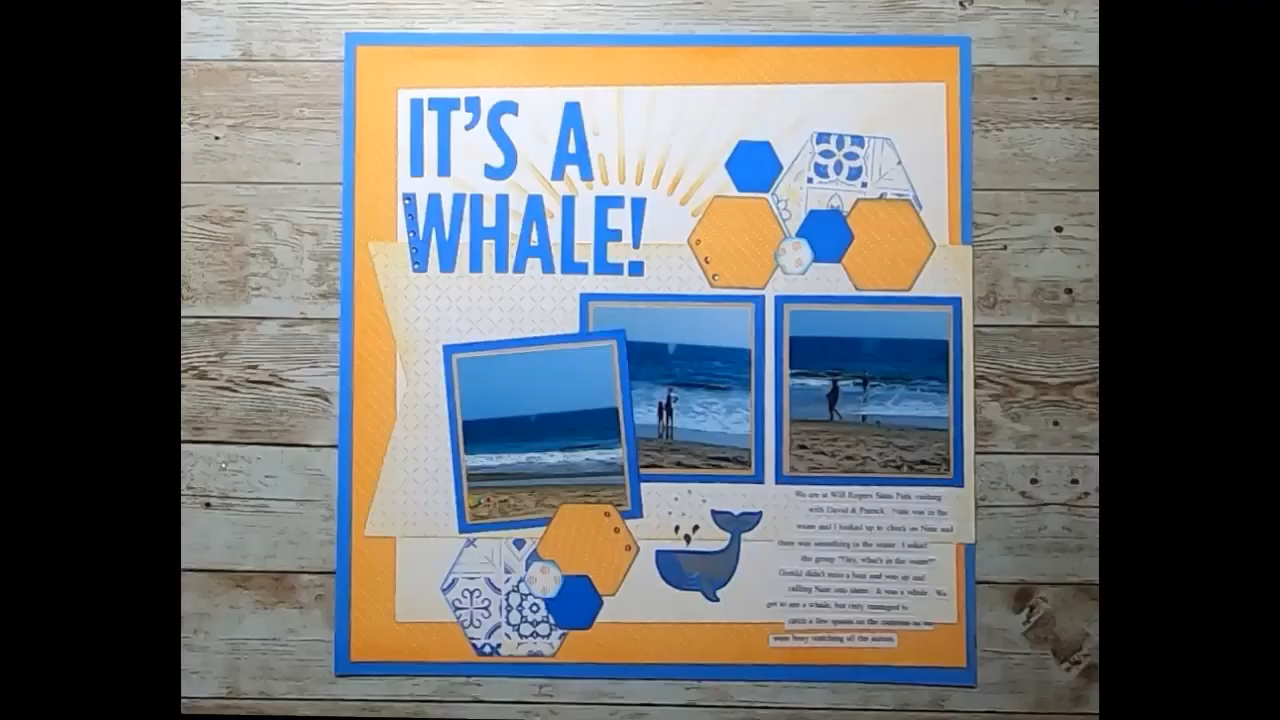 IT'S A
WHALE!
We are at Will Rogers State Park visiting
with David & Patrick. Nate was in the
water and I looked up to check on Nate and
there was something in the water. I asked
the group "Hey, what's in the water?"
Gerald didn't miss a beat and was up and
calling Nate into shore. It was a whale. We
get to see a whale, but only managed to
catch a few spouts on the cameras as we
were busy watching all the action.